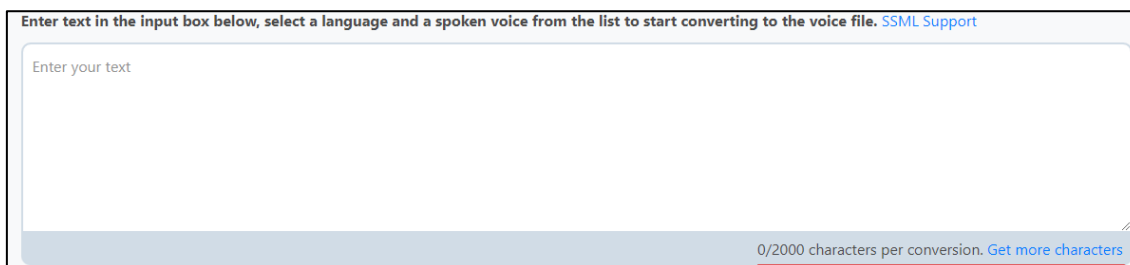 Enter text in the input box below, select a language and a spoken voice from the list to start converting to the voice file. SSML Support
Enter your text
0/2000 characters per conversion. Get more characters